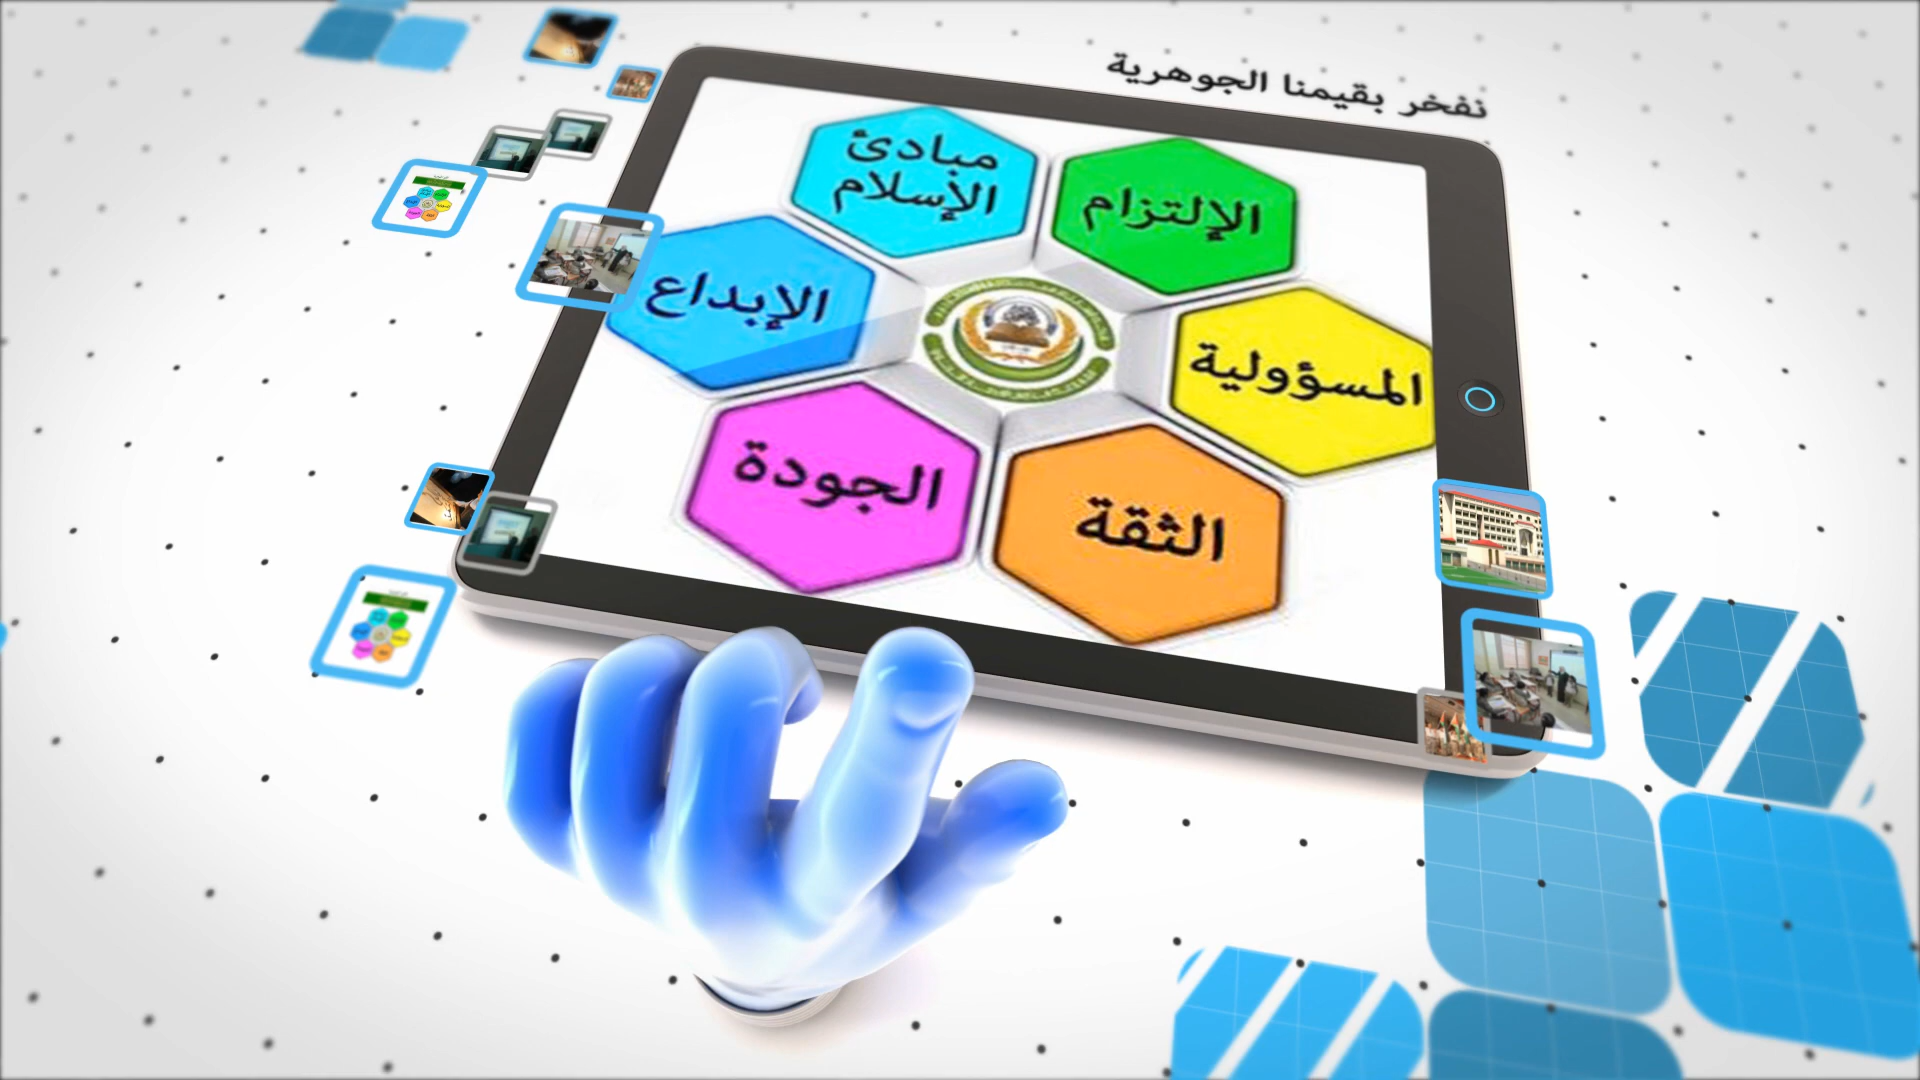 نفخر بقيمنا الجوهرية
مبادئ
الإسلام
الإلتزام
الإبداع
المسؤولية
الجودة
الثقة